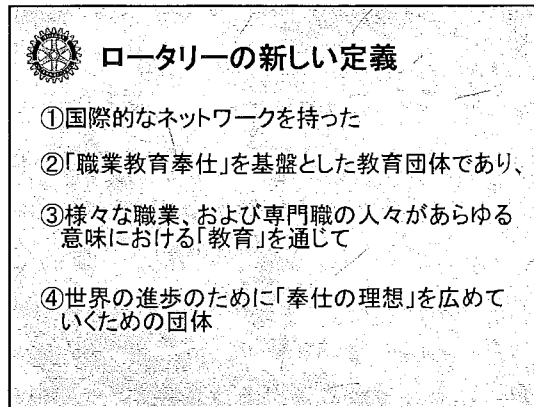 ロータリーの新しい定義
①国際的なネットワークを持った
②「職業教育奉仕」を基盤とした教育団体であり、
③様々な職業、および専門職の人々があらゆる
意味における「教育」を通じて
④世界の進歩のために「奉仕の理想」を広めて
いくための団体